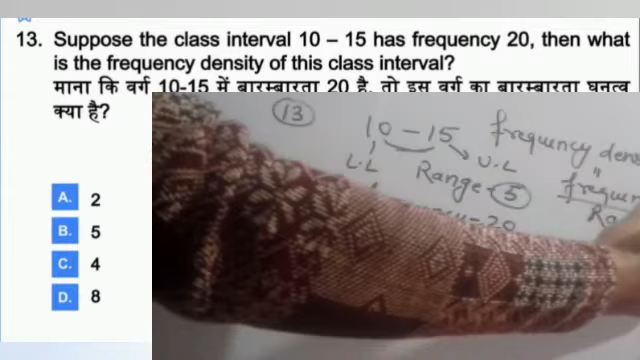 13. Suppose the class interval 10 – 15 has frequency 20, then what
is the frequency density of this class interval?
माना कि वर्ग 10-15 में बारम्बारता 20 है, तो इस वर्ग का बारम्बारता घनत्व
क्या है?
A. 2
B. 5
C. 4
D. 8
13
10 – 15
L.L
U.L
Range = 5
= 20
frequency